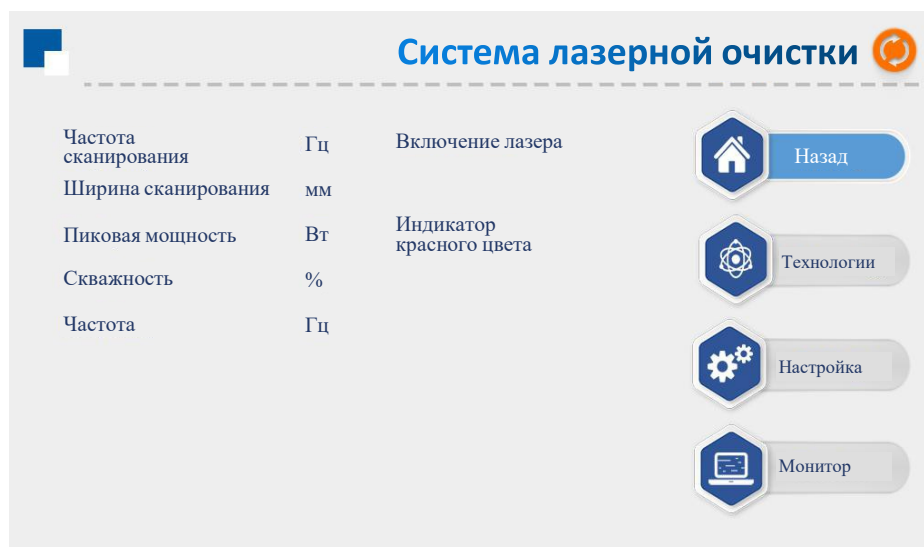 Система лазерной очистки
Частота
сканирования
Гц
Включение лазера
Назад
Ширина сканирования
мм
Пиковая мощность
Вт
Индикатор
красного цвета
Технологии
Скважность
%
Частота
Гц
Настройка
Монитор